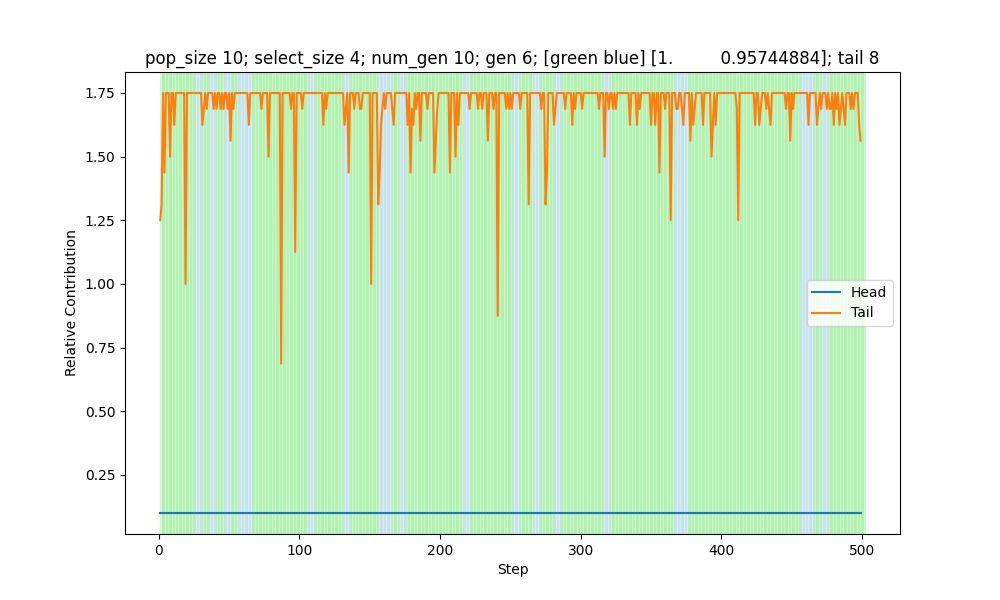 pop_size 10; select_size 4; num_gen 10; gen 6; [green blue] [1.         0.95744884]; tail 8
1.75
1.50
1.25
1.00
0.75
0.50
0.25
Relative Contribution
Head
Tail
0 100 200 300 400 500
Step